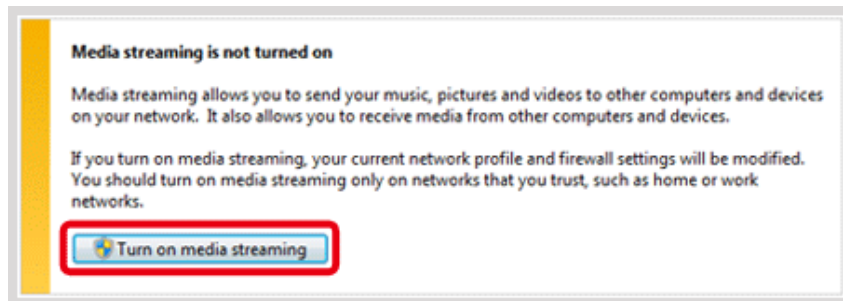 Media streaming is not turned on
Media streaming allows you to send your music, pictures and videos to other computers and devices
on your network. It also allows you to receive media from other computers and devices.
If you turn on media streaming, your current network profile and firewall settings will be modified.
You should turn on media streaming only on networks that you trust, such as home or work
networks.
Turn on media streaming